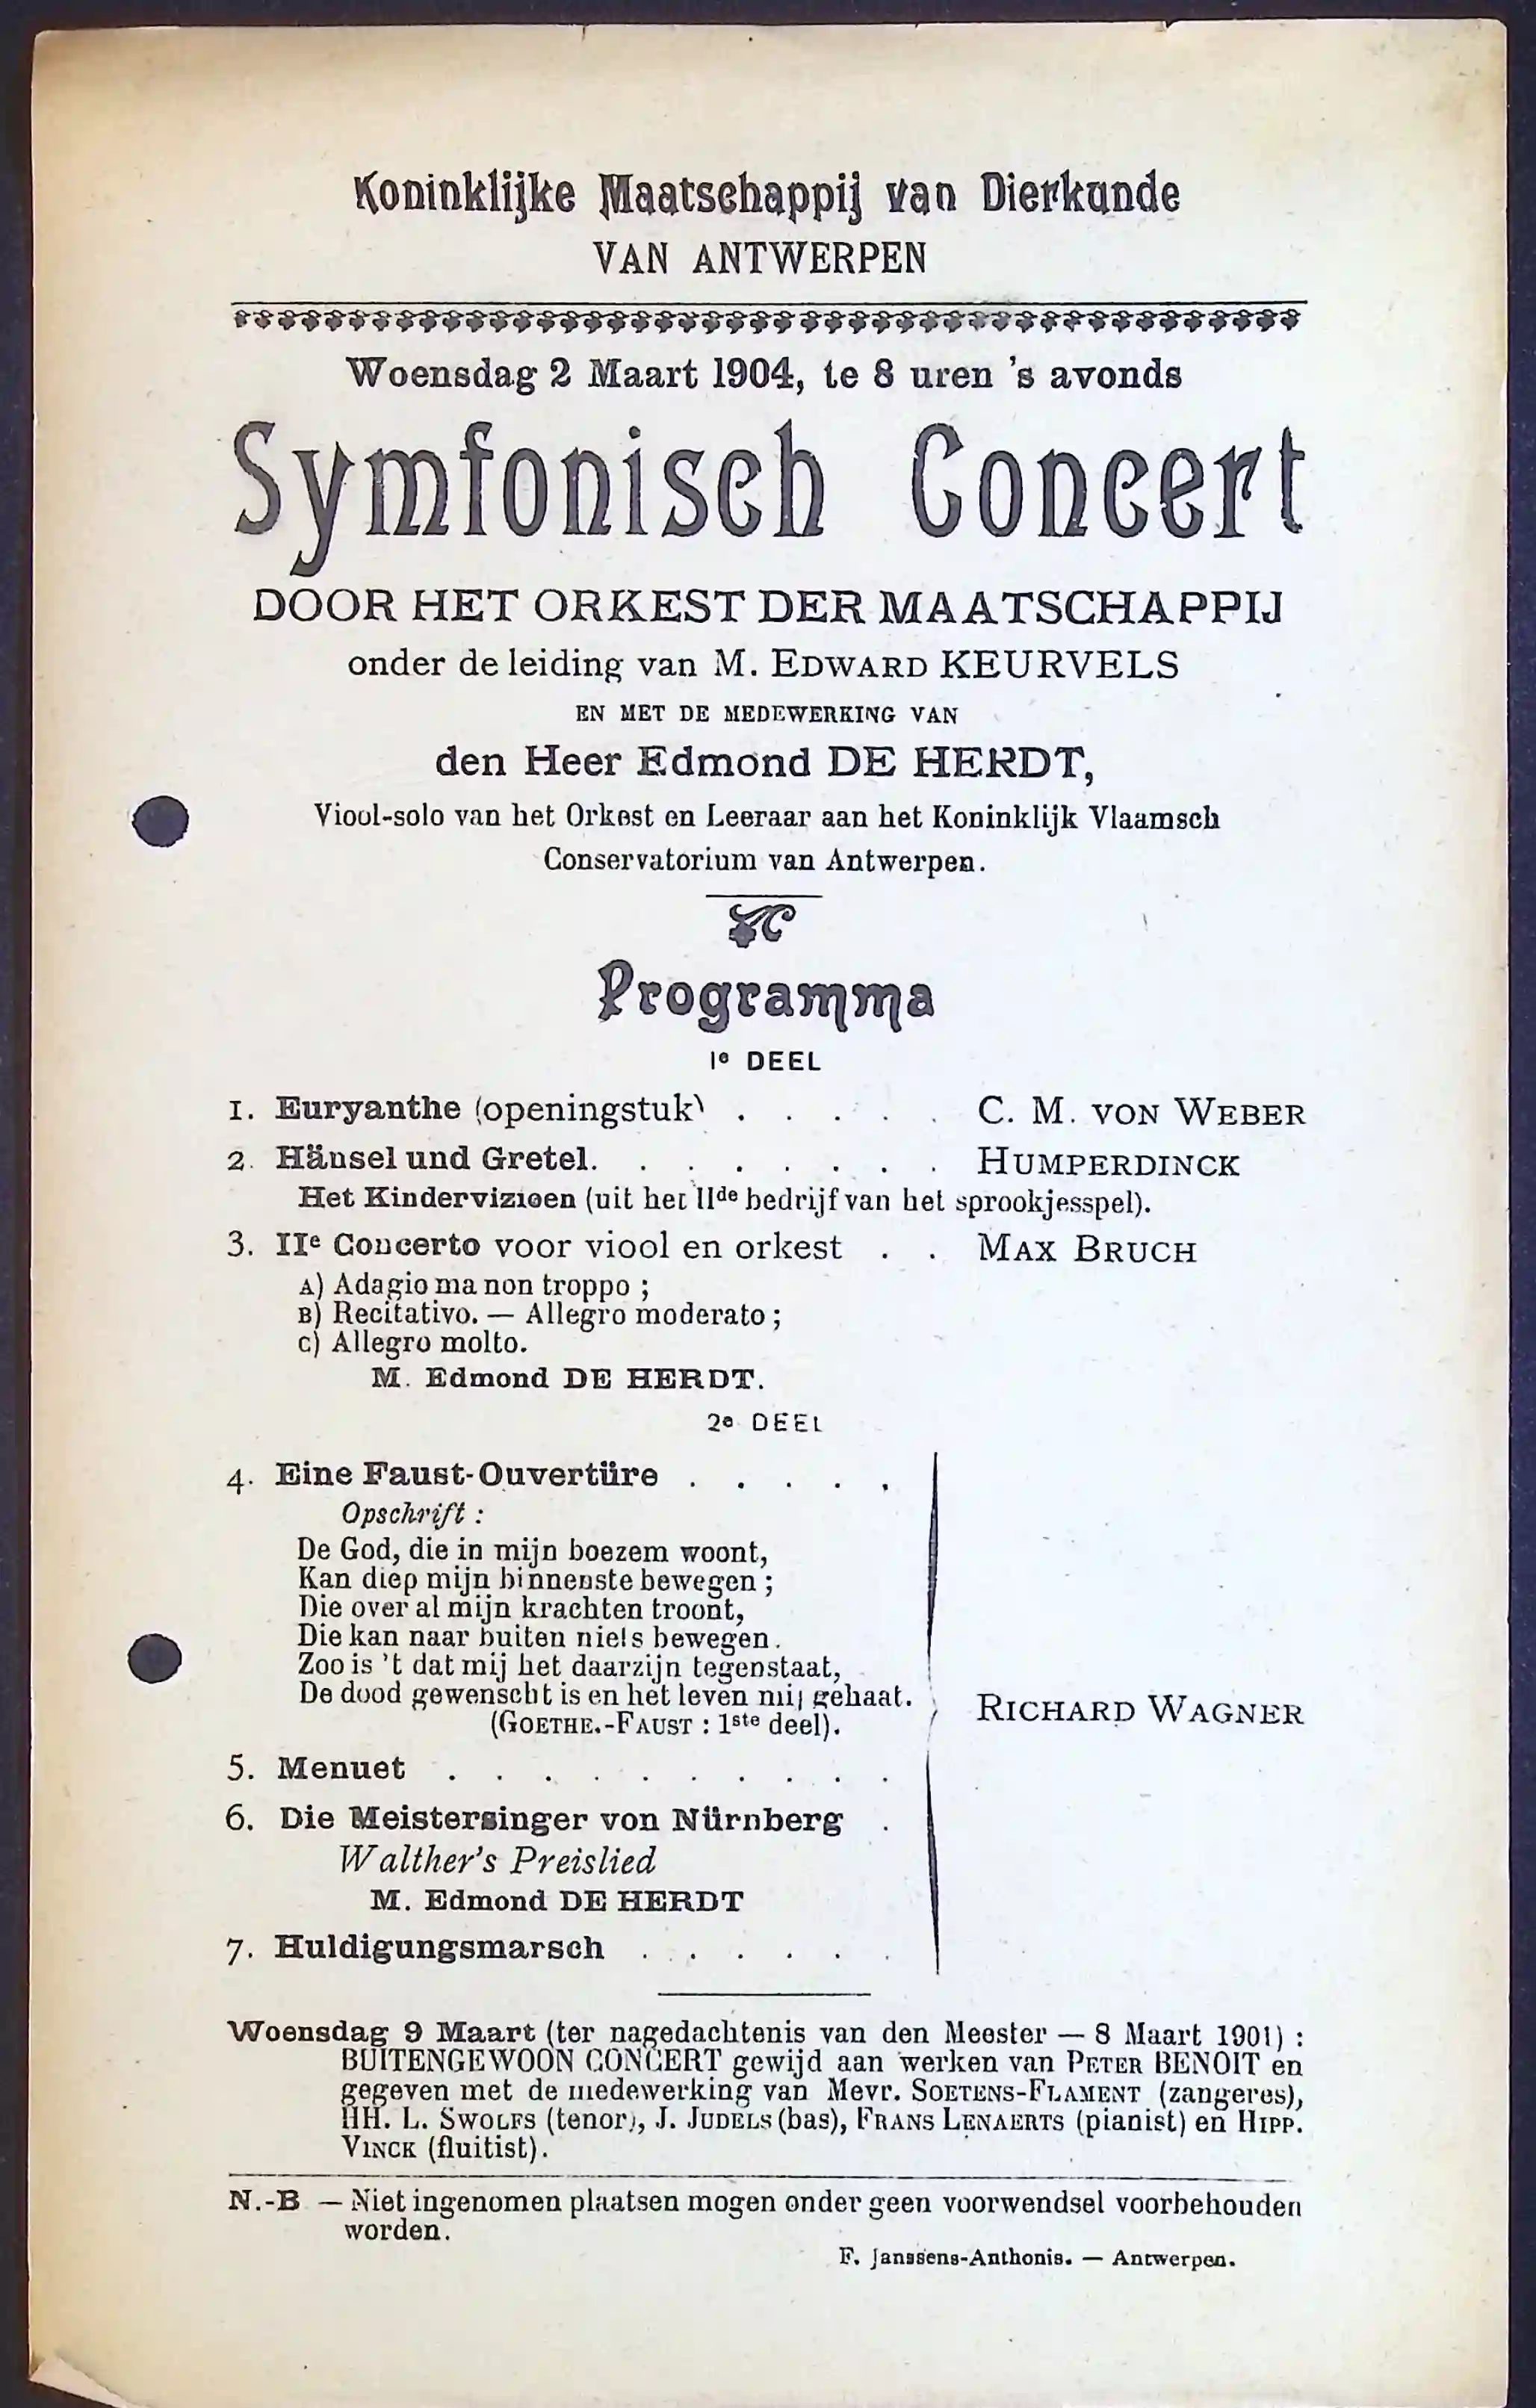 Koninklijke Maatschappij van Dierkunde
VAN ANTWERPEN
Woensdag 2 Maart 1904, te 8 uren 's avonds
Symfonisch Concert
DOOR HET ORKEST DER MAATSCHAPPIJ
onder de leiding van M. EDWARD KEURVELS
EN MET DE MEDEWERKING VAN
den Heer Edmond DE HERDT,
Viool-solo van het Orkest en Leeraar aan het Koninklijk Vlaamsch
Conservatorium van Antwerpen.
Programma
1e DEEL
1. Euryanthe (openingstuk) . . . . . C. M. VON WEBER
2. Hänsel und Gretel. . . . . . . . HUMPERDINCK
Het Kindervizioen (uit het IIde bedrijf van het sprookjesspel).
3. IIe Concerto voor viool en orkest . . MAX BRUCH
A) Adagio ma non troppo ;
B) Recitativo. — Allegro moderato ;
C) Allegro molto.
M. Edmond DE HERDT.
2e DEEL
4. Eine Faust-Ouvertüre . . . . .
Opschrift :
De God, die in mijn boezem woont,
Kan diep mijn binnenste bewegen ;
Die over al mijn krachten troont,
Die kan naar buiten niets bewegen.
Zoo is 't dat mij het daarzijn tegenstaat,
De dood gewenscht is en het leven mij gehaat.
(GOETHE.-FAUST : 1ste deel).
RICHARD WAGNER
5. Menuet . . . . . . . . . .
6. Die Meistersinger von Nürnberg .
Walther's Preislied
M. Edmond DE HERDT
7. Huldigungsmarsch . . . . . .
Woensdag 9 Maart (ter nagedachtenis van den Meester — 8 Maart 1901) :
BUITENGEWOON CONCERT gewijd aan werken van PETER BENOIT en
gegeven met de medewerking van Mevr. SOETENS-FLAMENT (zangeres),
HH. L. SWOLFS (tenor), J. JUDELS (bas), FRANS LENAERTS (pianist) en HIPP.
VINCK (fluitist).
N.-B — Niet ingenomen plaatsen mogen onder geen voorwendsel voorbehouden
worden.
F. Janssens-Anthonis. — Antwerpen.